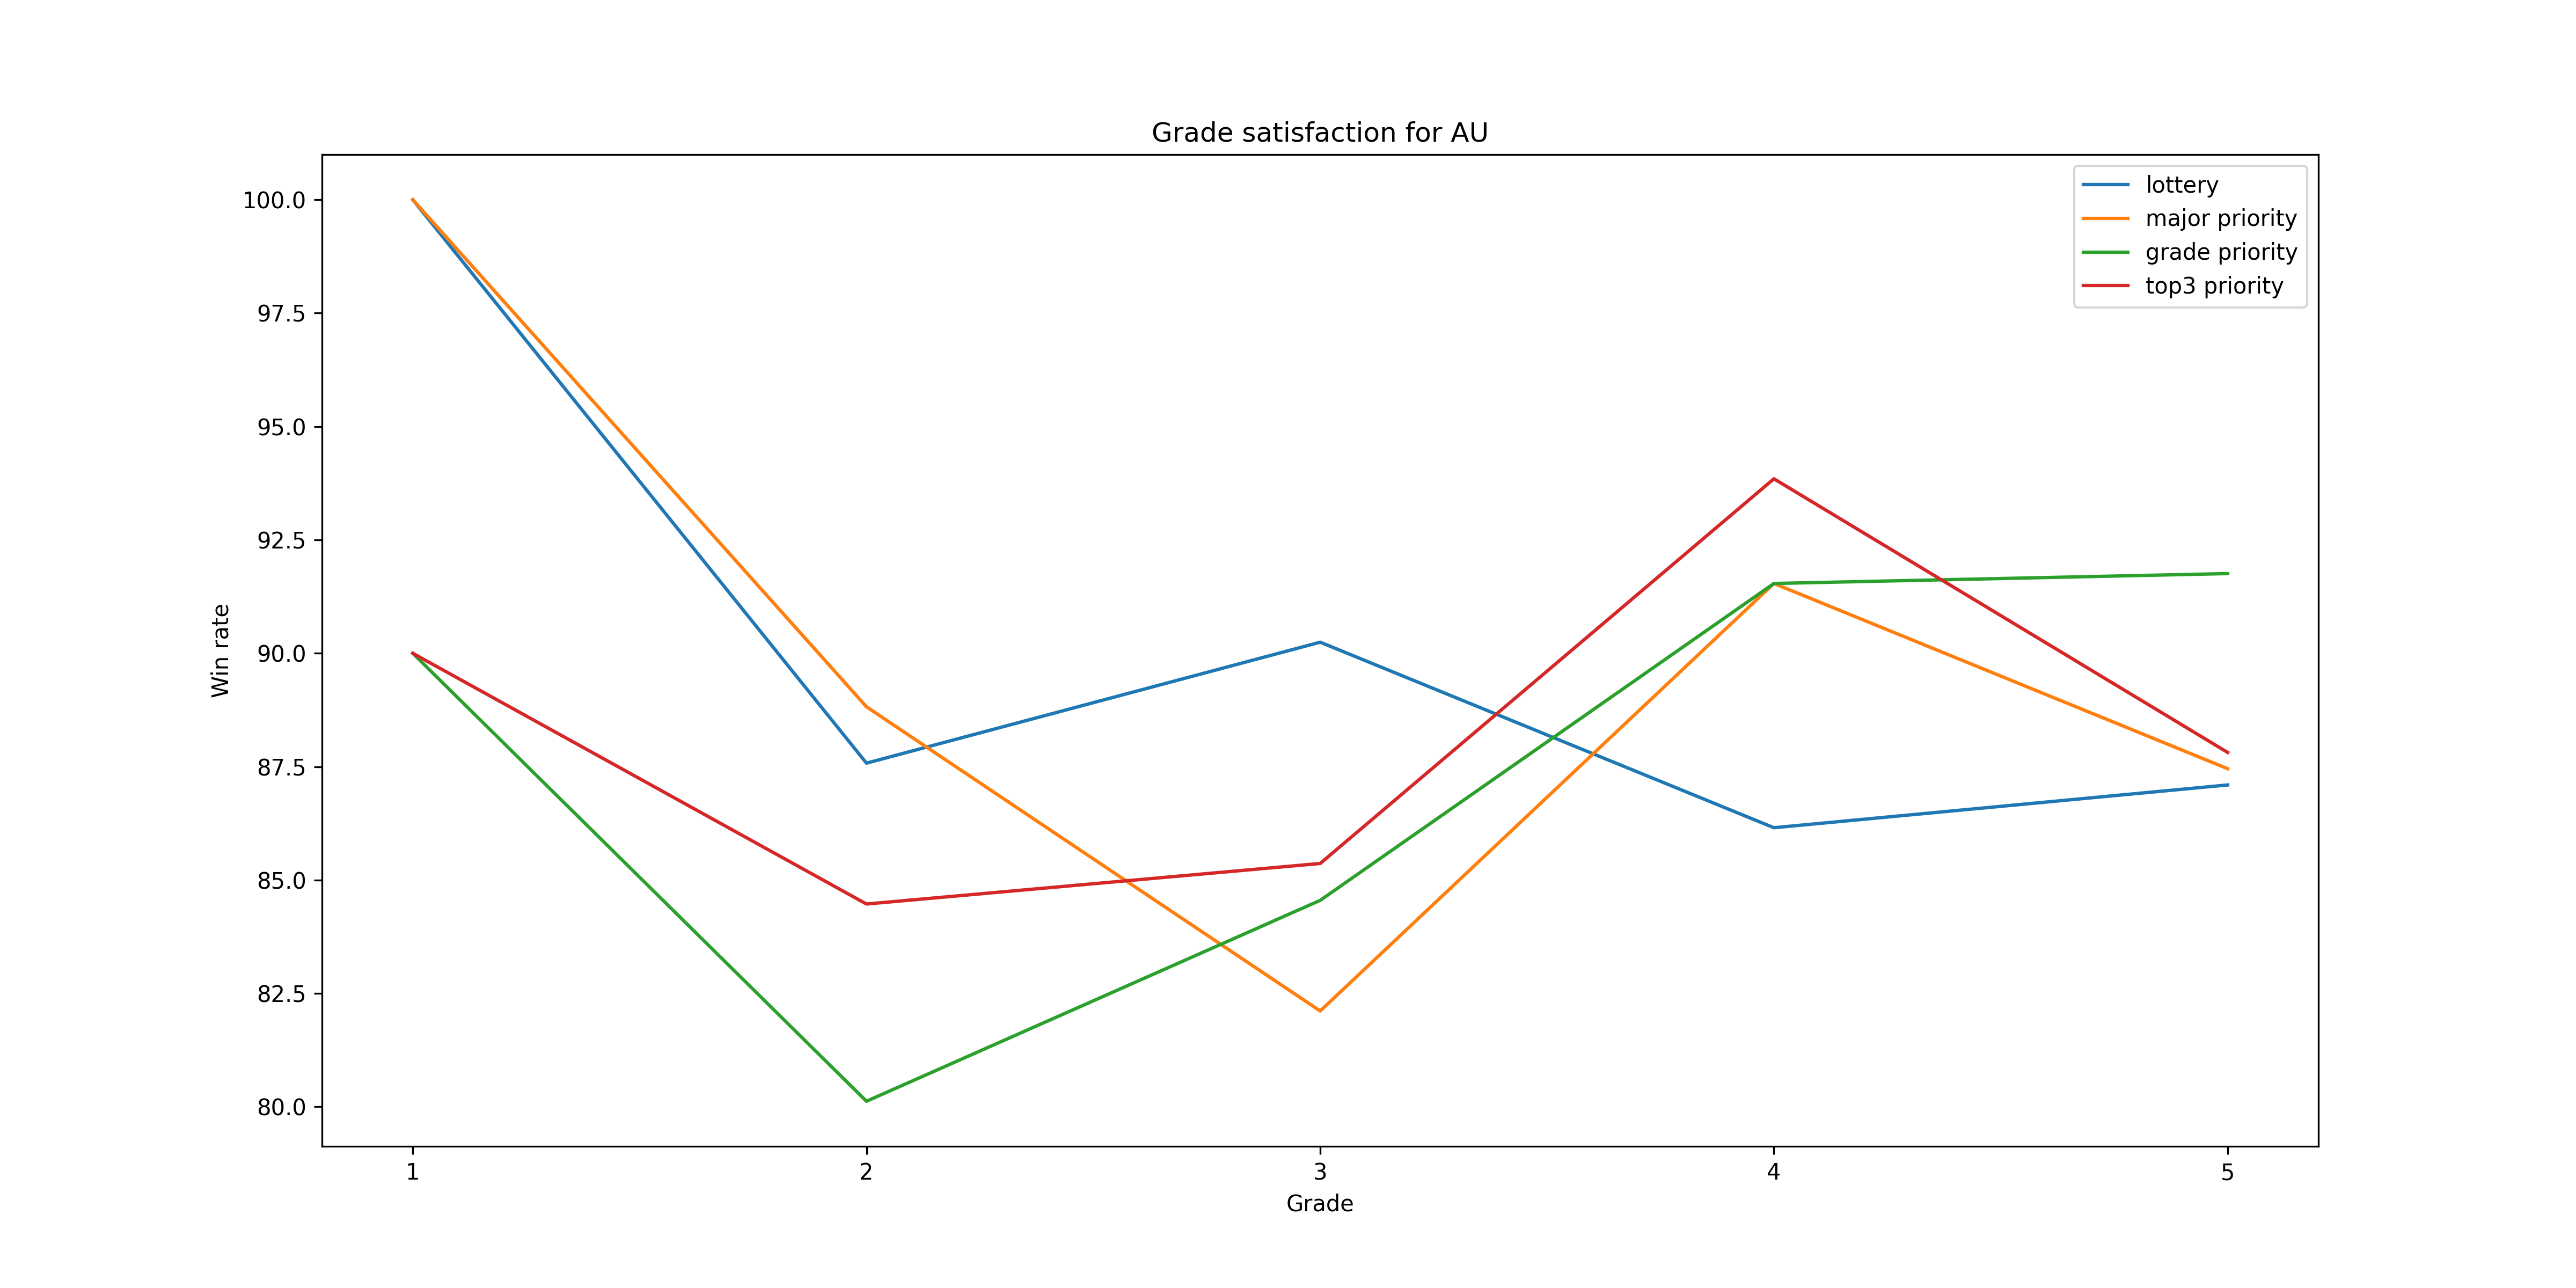 Grade satisfaction for AU
lottery
major priority
grade priority
top3 priority
100.0
97.5
95.0
92.5
90.0
87.5
85.0
82.5
80.0
Win rate
1 2 3 4 5
Grade